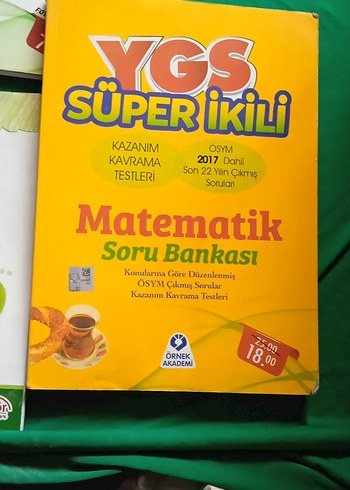 YGS
SÜPER İKİLİ
KAZANIM
KAVRAMA
TESTLERİ
ÖSYM
2017 Dahil
Son 22 Yılın Çıkmış
Soruları
Matematik
Soru Bankası
Konularına Göre Düzenlenmiş
ÖSYM Çıkmış Sorular
Kazanım Kavrama Testleri
ÖRNEK
AKADEMİ
25.00
18.00